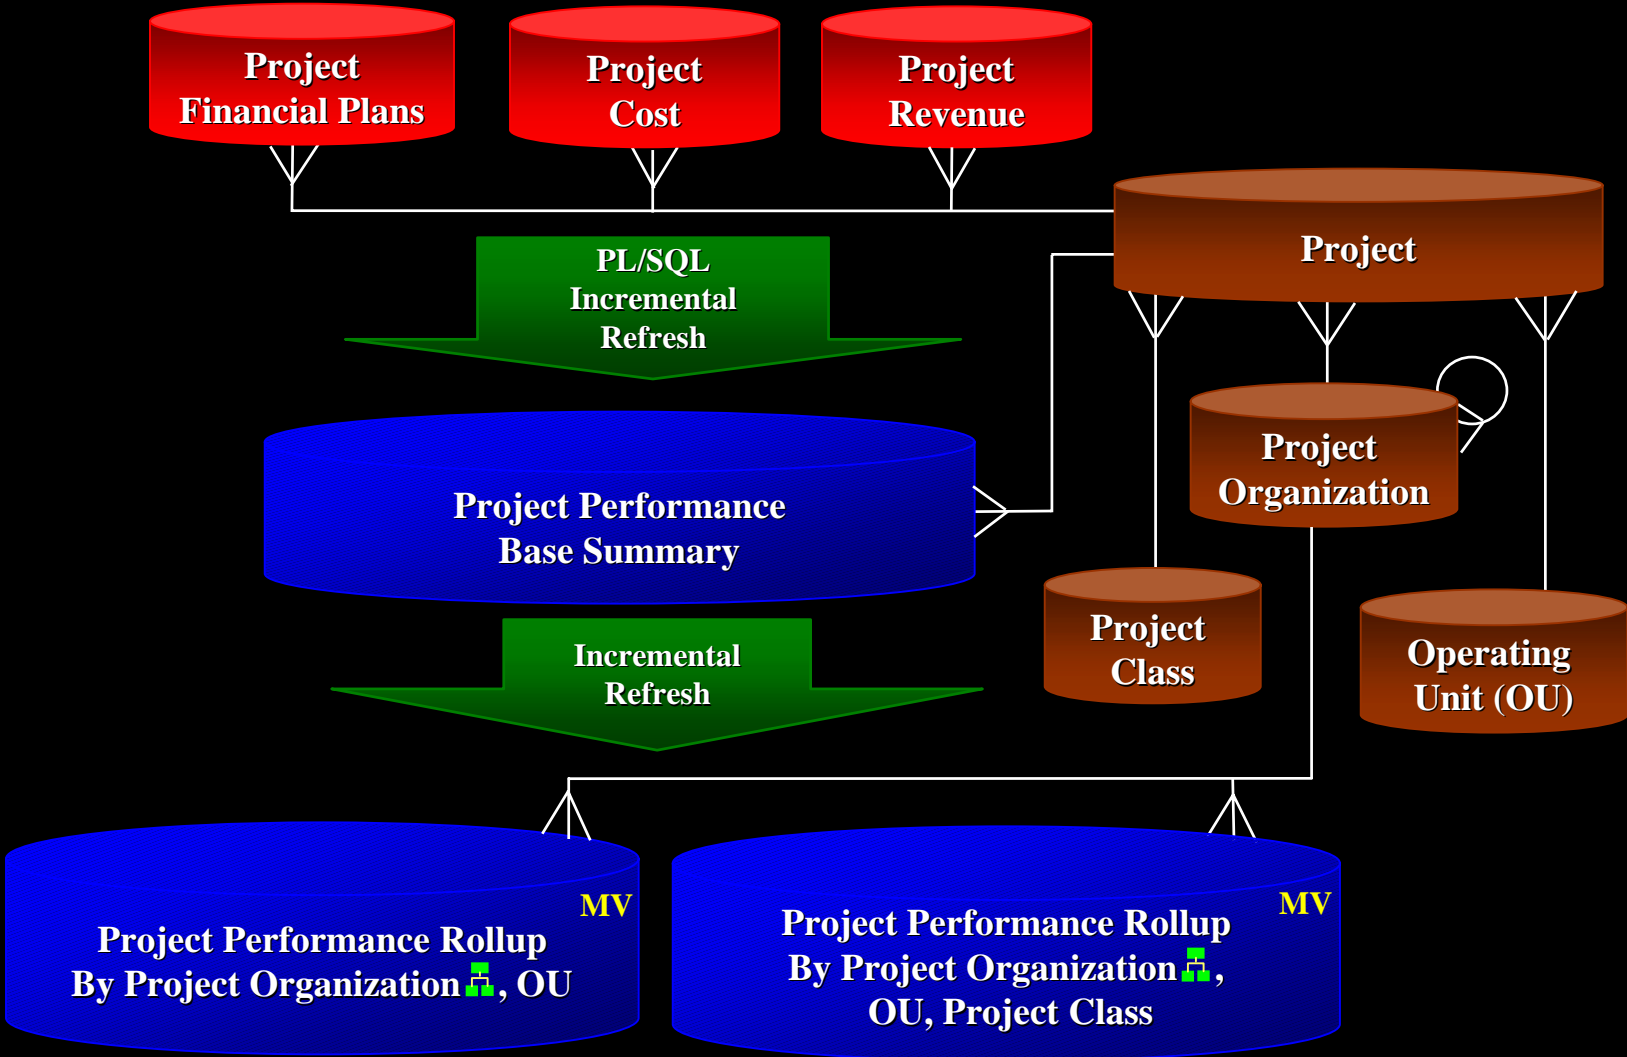 Project
Financial Plans
Project
Cost
Project
Revenue
Project
PL/SQL
Incremental
Refresh
Project
Organization
Project Performance
Base Summary
Project
Class
Operating
Unit (OU)
Incremental
Refresh
MV
Project Performance Rollup
By Project Organization , OU
MV
Project Performance Rollup
By Project Organization ,
OU, Project Class